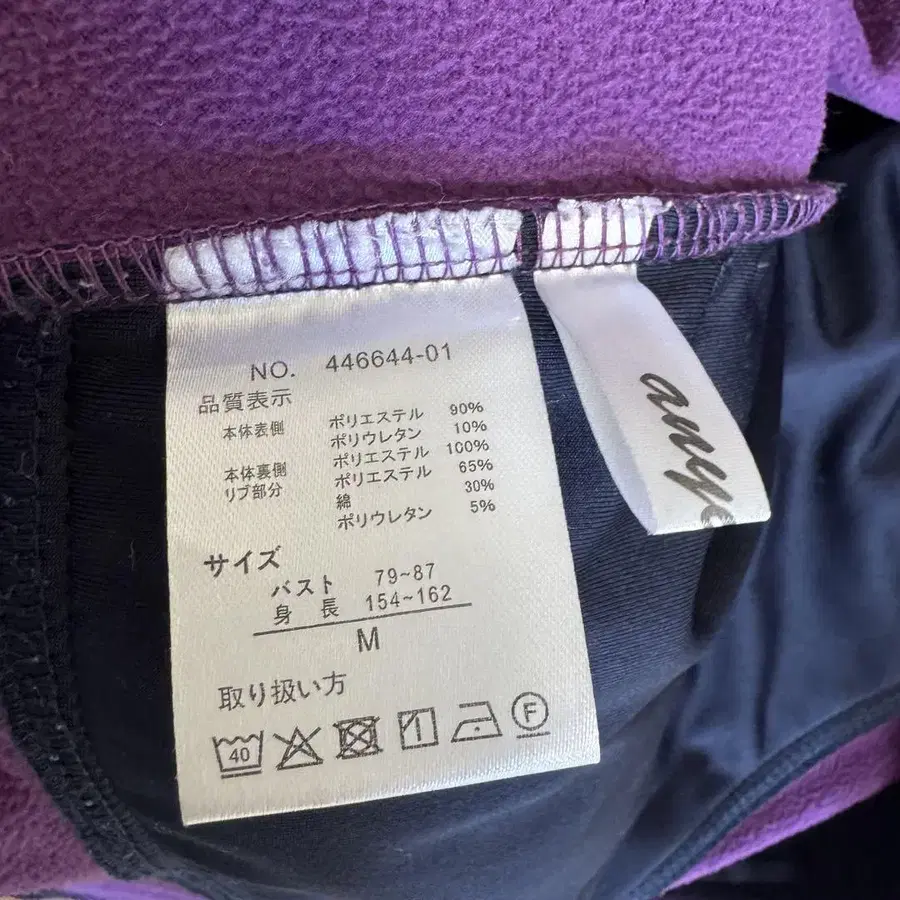 NO. 446644-01
品質表示
本体表側 ポリエステル 90%
ポリウレタン 10%
本体裏側 ポリエステル 100%
リブ部分 ポリエステル 65%
綿 30%
ポリウレタン 5%
サイズ
バスト 79~87
身長 154~162
M
取り扱い方
40
1
F